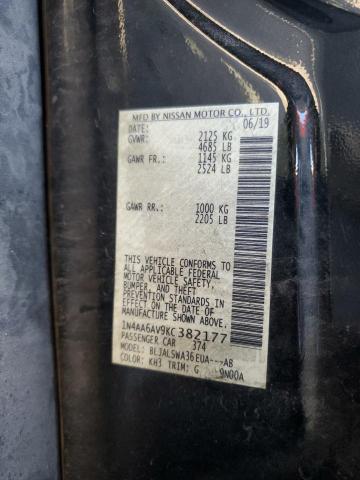 MFD BY NISSAN MOTOR CO., LTD.
DATE: 06/19
GVWR: 2125 KG
4685 LB
GAWR FR.: 1145 KG
2524 LB
GAWR RR.: 1000 KG
2205 LB
THIS VEHICLE CONFORMS TO
ALL APPLICABLE FEDERAL
MOTOR VEHICLE SAFETY,
BUMPER, AND THEFT
PREVENTION STANDARDS IN
EFFECT ON THE DATE OF
MANUFACTURE SHOWN ABOVE.
1N4AA6AV9KC382177
PASSENGER CAR 374
MODEL: BLJALSWA36EUA---AB
COLOR: KH3 TRIM: G 9N00A